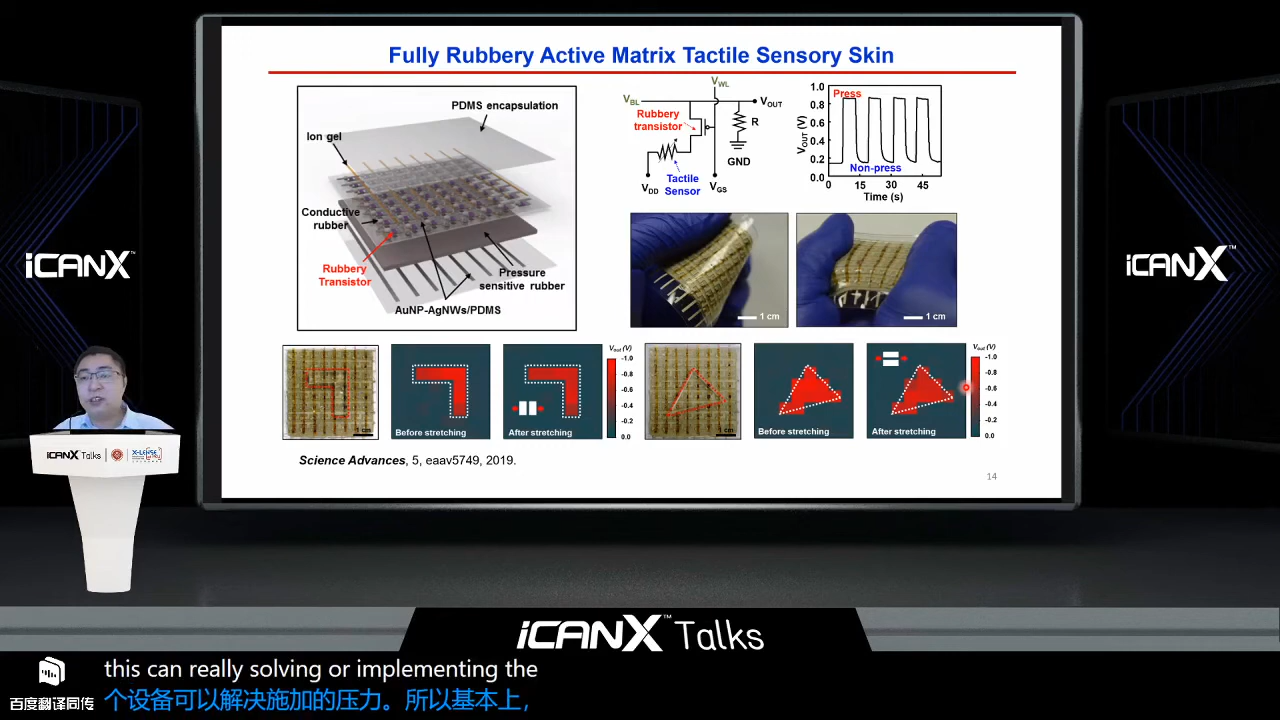 Fully Rubbery Active Matrix Tactile Sensory Skin
PDMS encapsulation
Ion gel
Conductive
rubber
Rubbery
Transistor
Pressure
sensitive rubber
AuNP-AgNWs/PDMS
VWL
VBL
VOUT
Rubbery
transistor
R
GND
Tactile
Sensor
VDD
VGS
VOUT (V)
1.0
0.8
0.6
0.4
0.2
0.0
Press
Non-press
0 15 30 45
Time (s)
1 cm
1 cm
1 cm
Before stretching
After stretching
Vout (V)
-1.0
-0.8
-0.6
-0.4
-0.2
0.0
1 cm
Before stretching
After stretching
Vout (V)
-1.0
-0.8
-0.6
-0.4
-0.2
0.0
Science Advances, 5, eaav5749, 2019.
14
iCANX™
iCANX™
iCANX Talks
X-LENSE
iCANX™ Talks
this can really solving or implementing the
个设备可以解决施加的压力。所以基本上，
百度翻译同传